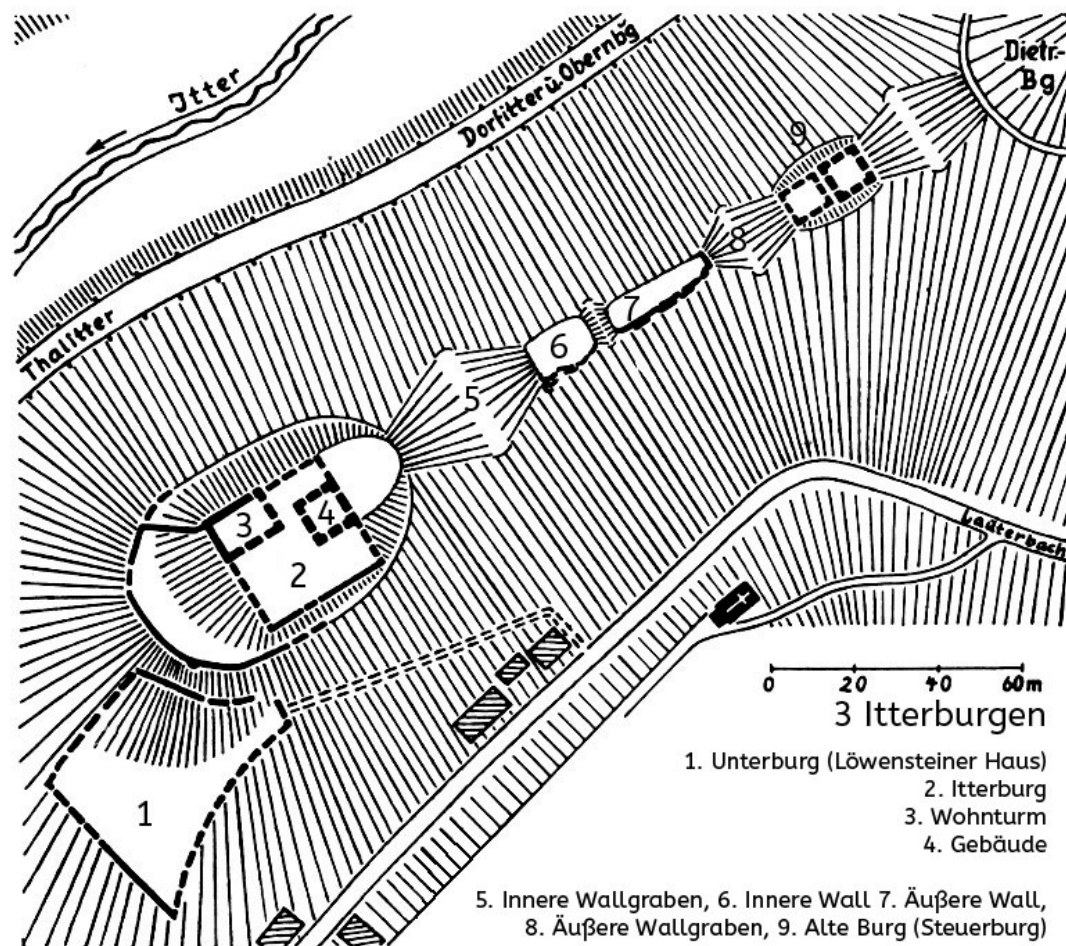 Itter
Dorfitter ù. Obernbg
Thalitter
Dietr.-
Bg
9
8
7
6
5
4
3
2
1
Lauterbach
0 20 40 60m
3 Itterburgen
1. Unterburg (Löwensteiner Haus)
2. Itterburg
3. Wohnturm
4. Gebäude
5. Innere Wallgraben, 6. Innere Wall 7. Äußere Wall,
8. Äußere Wallgraben, 9. Alte Burg (Steuerburg)